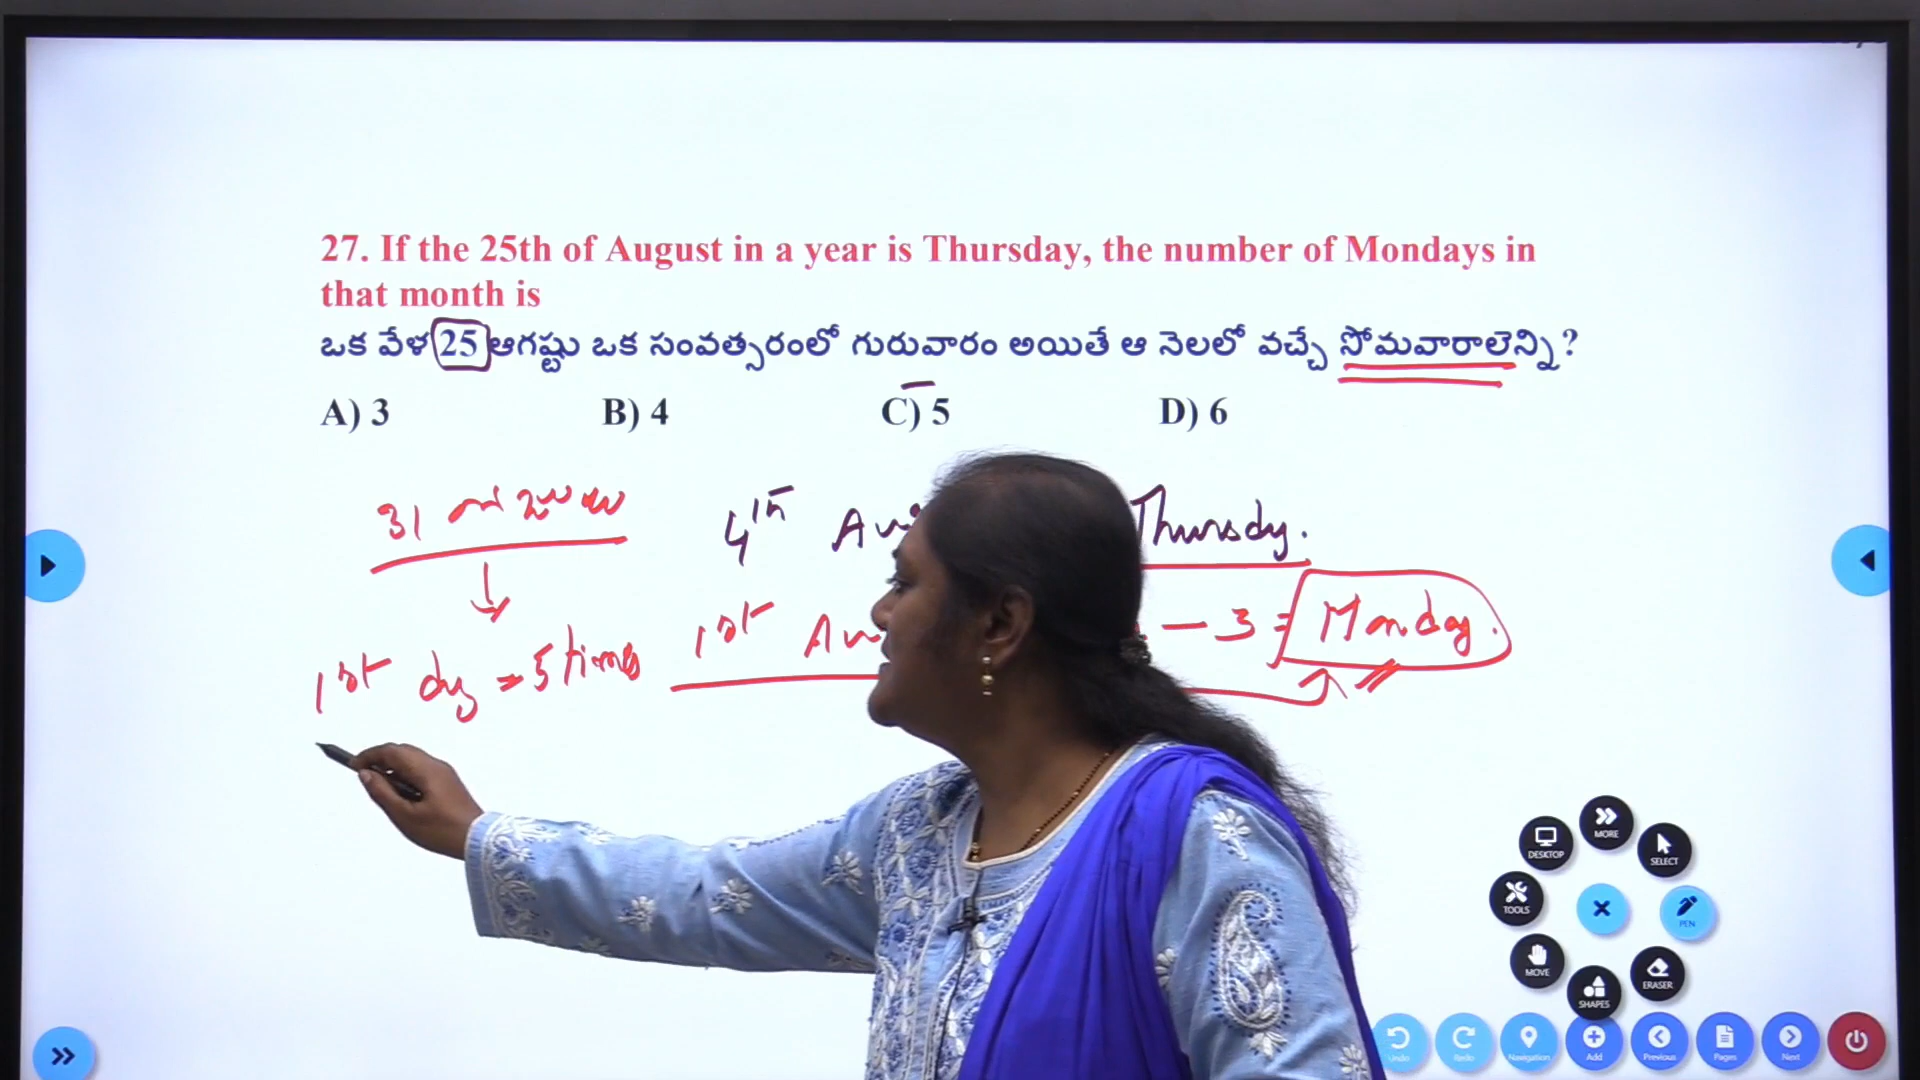 27. If the 25th of August in a year is Thursday, the number of Mondays in
that month is
ఒక వేళ 25 ఆగష్టు ఒక సంవత్సరంలో గురువారం అయితే ఆ నెలలో వచ్చే సోమవారాలెన్ని?
A) 3 B) 4 C) 5 D) 6
31 4th Thursdy.
1st - 3 = Monday.
1st dy = 5 times
MORE
DESKTOP
SELECT
TOOLS
PEN
MOVE
ERASER
SHAPES
Undo Redo Navigation Add Previous Pages Next